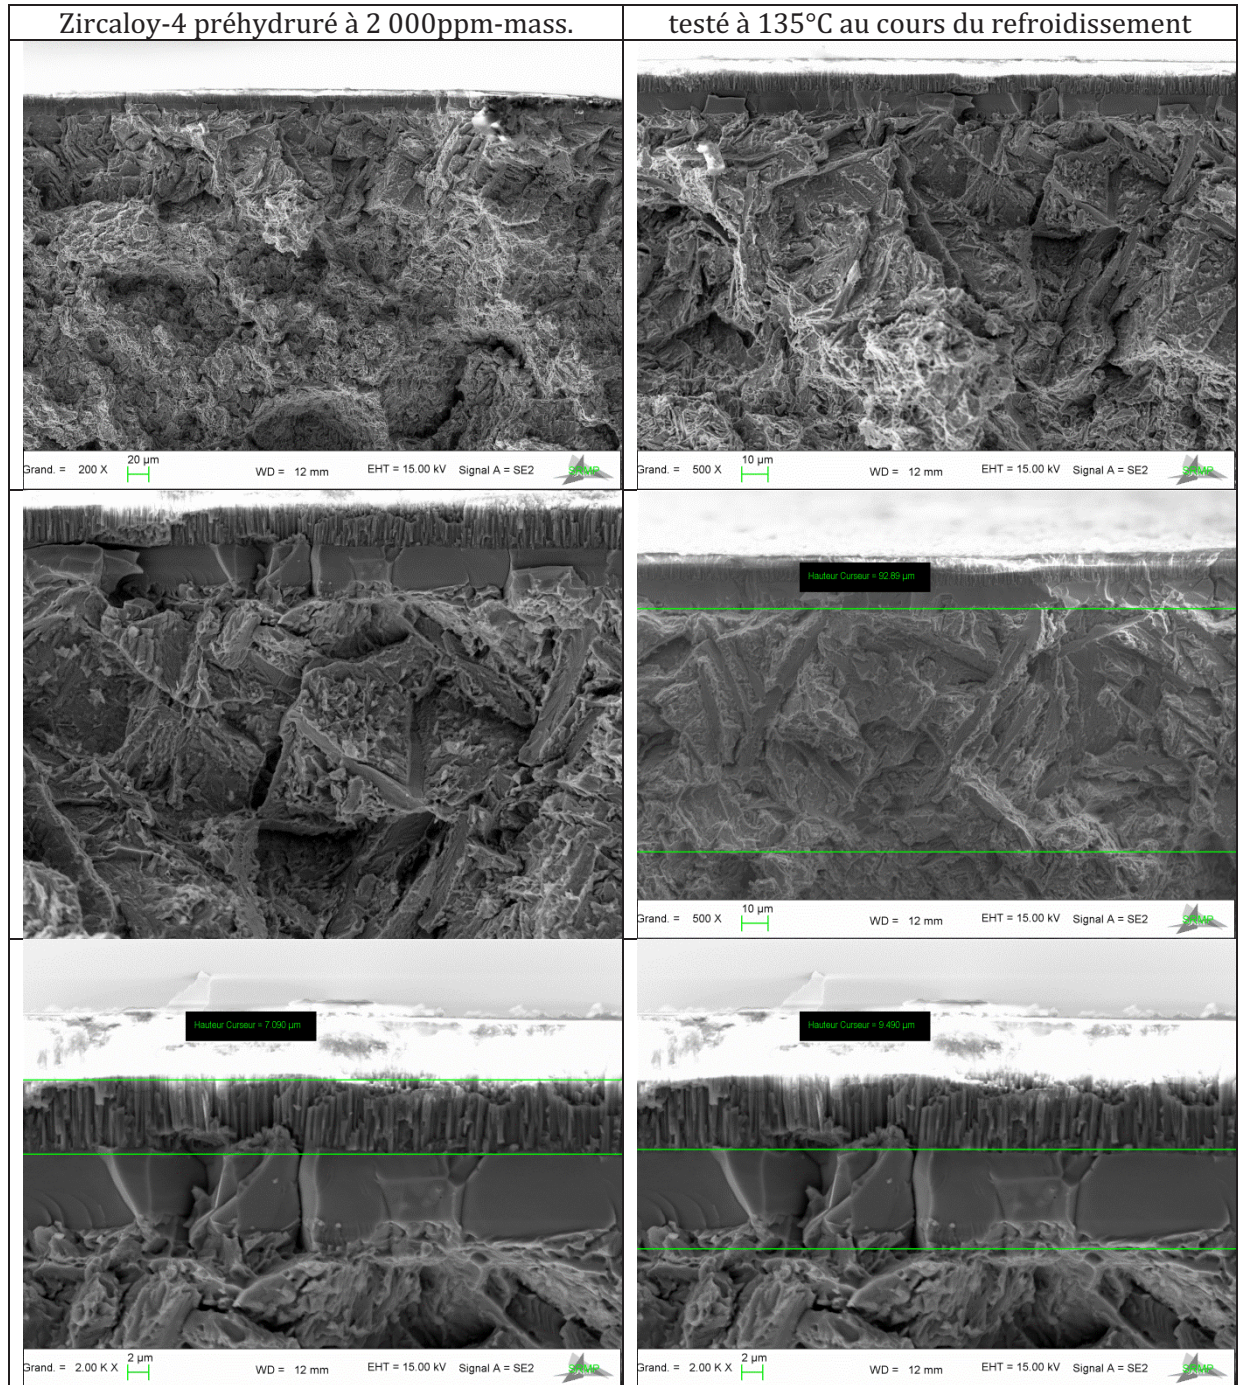 Zircaloy-4 préhydruré à 2 000ppm-mass.
testé à 135°C au cours du refroidissement
Grand. = 200 X 20 µm WD = 12 mm EHT = 15.00 kV Signal A = SE2
Grand. = 500 X 10 µm WD = 12 mm EHT = 15.00 kV Signal A = SE2
Hauteur Curseur = 92.89 µm
Grand. = 500 X 10 µm WD = 12 mm EHT = 15.00 kV Signal A = SE2
Hauteur Curseur = 7.090 µm
Grand. = 2.00 K X 2 µm WD = 12 mm EHT = 15.00 kV Signal A = SE2
Hauteur Curseur = 9.490 µm
Grand. = 2.00 K X 2 µm WD = 12 mm EHT = 15.00 kV Signal A = SE2